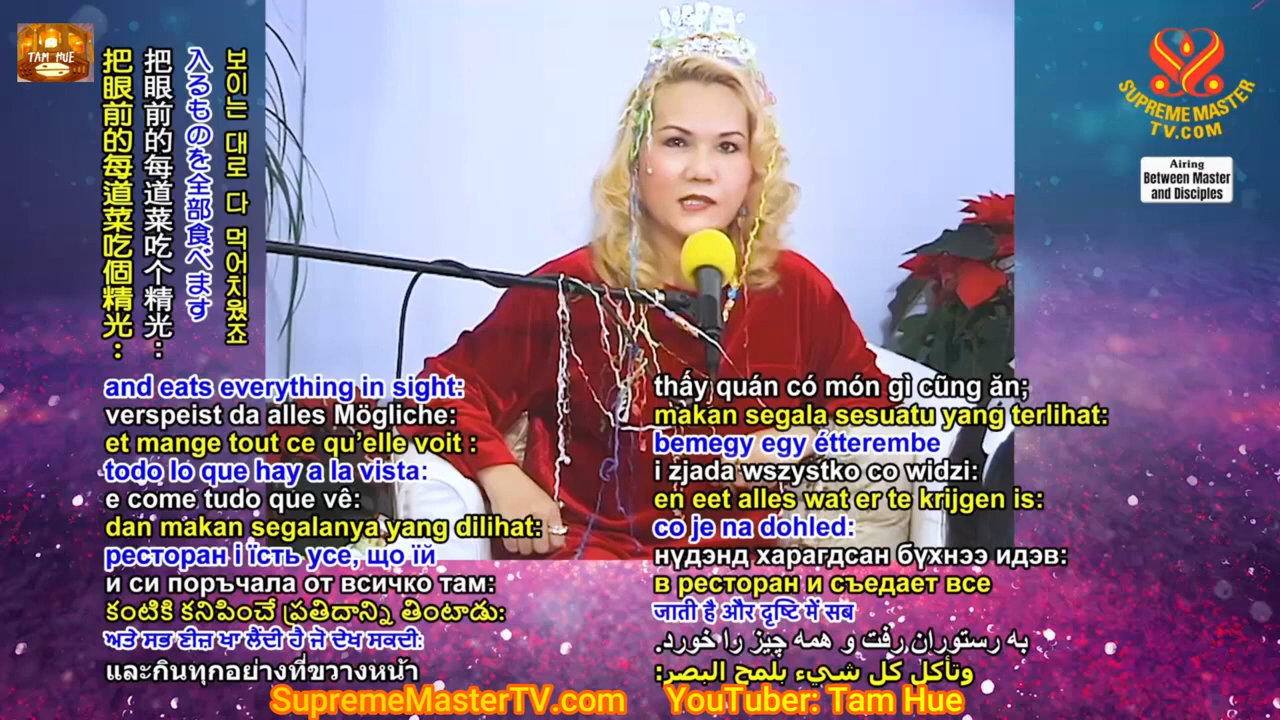 TAM HUE
SUPREME MASTER
TV.COM
Airing
Between Master
and Disciples
把眼前的每道菜吃個精光：
把眼前的每道菜吃个精光：
入るものを全部食べます
보이는 대로 다 먹어치웠죠
and eats everything in sight:
verspeist da alles Mögliche:
et mange tout ce qu’elle voit :
todo lo que hay a la vista:
e come tudo que vê:
dan makan segalanya yang dilihat:
ресторан і їсть усе, що їй
и си поръчала от всичко там:
కంటికి కనిపించే ప్రతిదాన్ని తింటాడు:
ਅਤੇ ਸਭ ਕੁੱਝ ਖਾ ਲੈਂਦੀ ਹੈ ਜੋ ਦੇਖ ਸਕਦੀ:
และกินทุกอย่างที่ขวางหน้า
thấy quán có món gì cũng ăn;
makan segala sesuatu yang terlihat:
bemegy egy étterembe
i zjada wszystko co widzi:
en eet alles wat er te krijgen is:
co je na dohled:
нүдэнд харагдсан бүхнээ идэв:
в ресторан и съедает все
जाती है और दृष्टि में सब
به رستوران رفت و همه چیز را خورد.
وتأكل كل شيء بلمح البصر:
SupremeMasterTV.com
YouTuber: Tam Hue